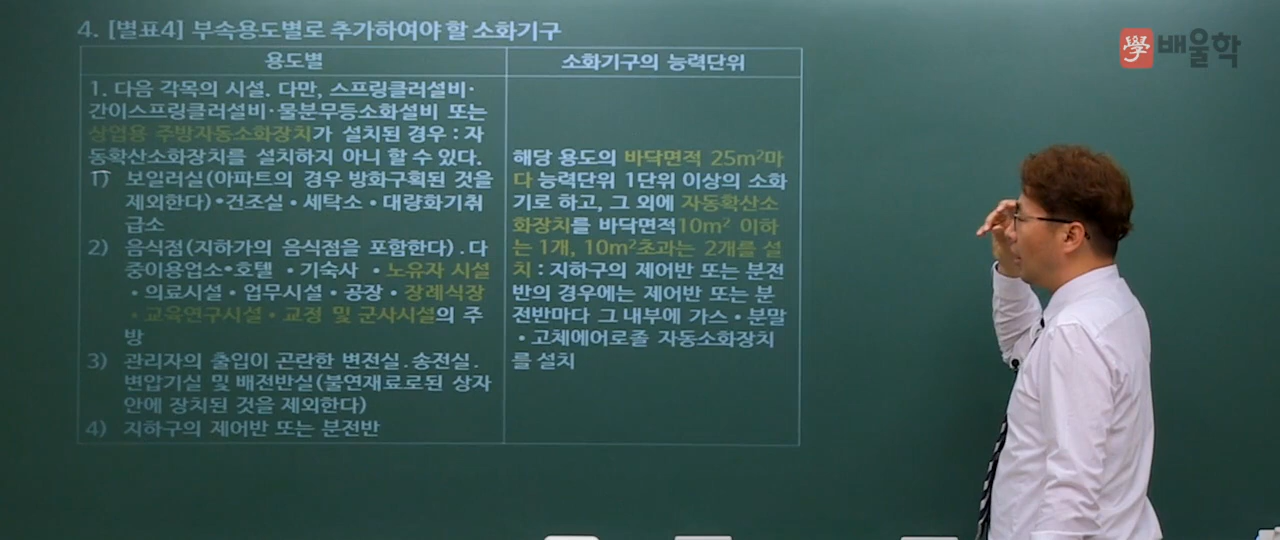 4. [별표4] 부속용도별로 추가하여야 할 소화기구
學 배울학
용도별
소화기구의 능력단위
1. 다음 각목의 시설. 다만, 스프링클러설비·
간이스프링클러설비·물분무등소화설비 또는
상업용 주방자동소화장치가 설치된 경우 : 자
동확산소화장치를 설치하지 아니 할 수 있다.
1) 보일러실(아파트의 경우 방화구획된 것을
제외한다)•건조실•세탁소•대량화기취
급소
2) 음식점(지하가의 음식점을 포함한다). 다
중이용업소•호텔 •기숙사 •노유자 시설
•의료시설•업무시설•공장•장례식장
•교육연구시설•교정 및 군사시설의 주
방
3) 관리자의 출입이 곤란한 변전실. 송전실.
변압기실 및 배전반실(불연재료로된 상자
안에 장치된 것을 제외한다)
4) 지하구의 제어반 또는 분전반
해당 용도의 바닥면적 25m²마
다 능력단위 1단위 이상의 소화
기로 하고, 그 외에 자동확산소
화장치를 바닥면적10m² 이하
는 1개, 10m²초과는 2개를 설
치 : 지하구의 제어반 또는 분전
반의 경우에는 제어반 또는 분
전반마다 그 내부에 가스•분말
•고체에어로졸 자동소화장치
를 설치